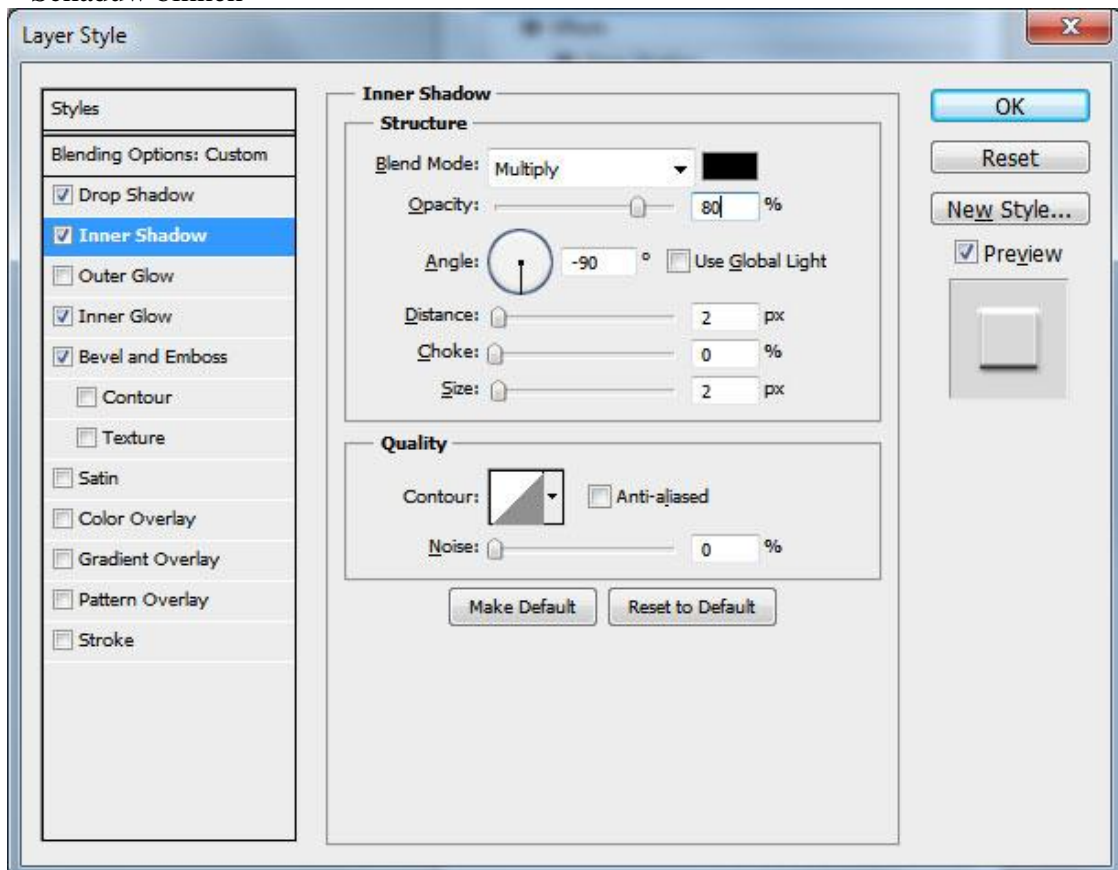 Layer Style
Styles
Blending Options: Custom
Drop Shadow
Inner Shadow
Outer Glow
Inner Glow
Bevel and Emboss
Contour
Texture
Satin
Color Overlay
Gradient Overlay
Pattern Overlay
Stroke
Inner Shadow
Structure
Blend Mode: Multiply
Opacity: 80 %
Angle: -90 ° Use Global Light
Distance: 2 px
Choke: 0 %
Size: 2 px
Quality
Contour: Anti-aliased
Noise: 0 %
Make Default Reset to Default
OK
Reset
New Style...
Preview